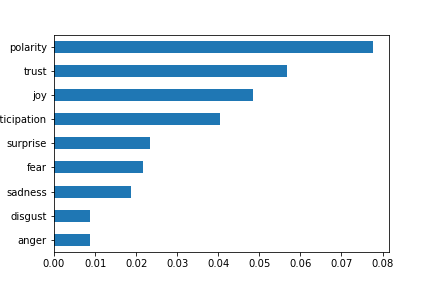 polarity
trust
joy
ticipation
surprise
fear
sadness
disgust
anger
0.00 0.01 0.02 0.03 0.04 0.05 0.06 0.07 0.08